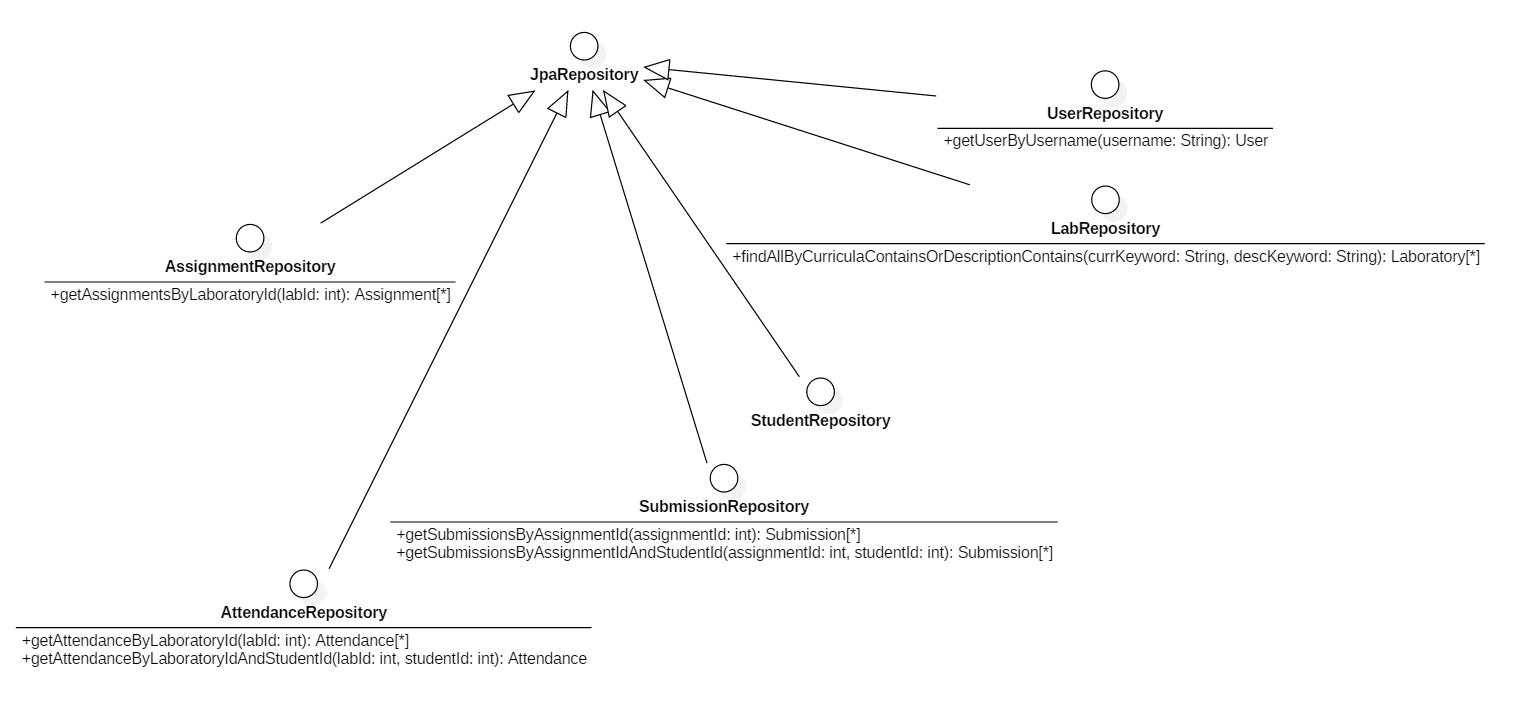 JpaRepository
UserRepository
+getUserByUsername(username: String): User
LabRepository
+findAllByCurriculaContainsOrDescriptionContains(currKeyword: String, descKeyword: String): Laboratory[*]
AssignmentRepository
+getAssignmentsByLaboratoryId(labId: int): Assignment[*]
StudentRepository
SubmissionRepository
+getSubmissionsByAssignmentId(assignmentId: int): Submission[*]
+getSubmissionsByAssignmentIdAndStudentId(assignmentId: int, studentId: int): Submission[*]
AttendanceRepository
+getAttendanceByLaboratoryId(labId: int): Attendance[*]
+getAttendanceByLaboratoryIdAndStudentId(labId: int, studentId: int): Attendance